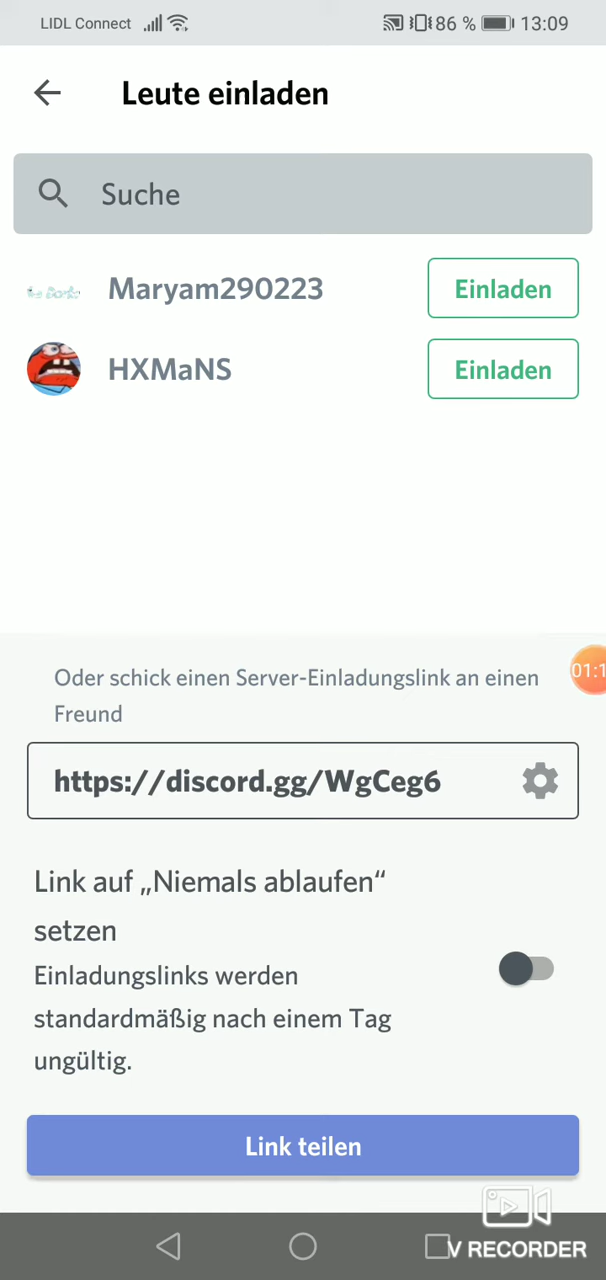 LIDL Connect 86 % 13:09
Leute einladen
Suche
Maryam290223 Einladen
HXMaNS Einladen
Oder schick einen Server-Einladungslink an einen
Freund
01:1
https://discord.gg/WgCeg6
Link auf „Niemals ablaufen“
setzen
Einladungslinks werden
standardmäßig nach einem Tag
ungültig.
Link teilen
V RECORDER